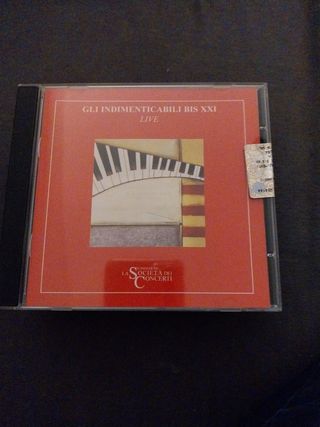 GLI INDIMENTICABILI BIS XXI
LIVE
LA SOCIETÀ DEI
CONCERTI